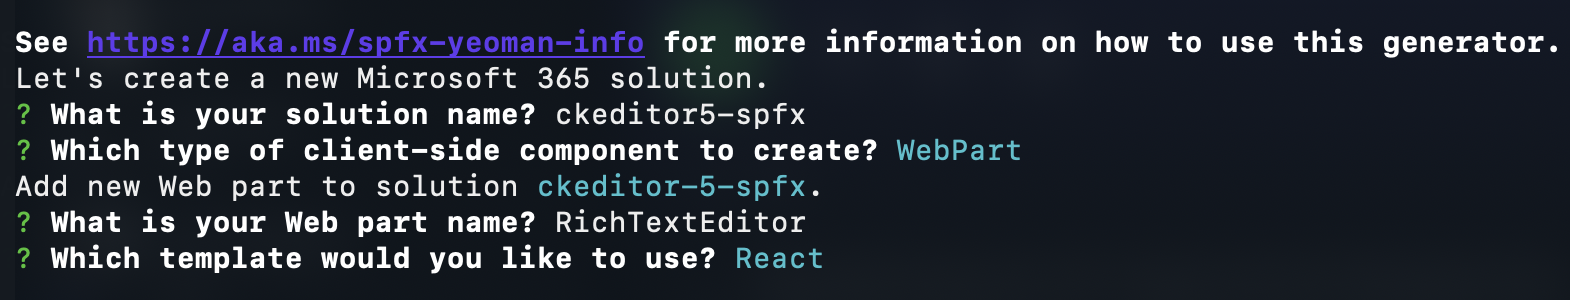 See https://aka.ms/spfx-yeoman-info for more information on how to use this generator.
Let's create a new Microsoft 365 solution.
? What is your solution name? ckeditor5-spfx
? Which type of client-side component to create? WebPart
Add new Web part to solution ckeditor-5-spfx.
? What is your Web part name? RichTextEditor
? Which template would you like to use? React